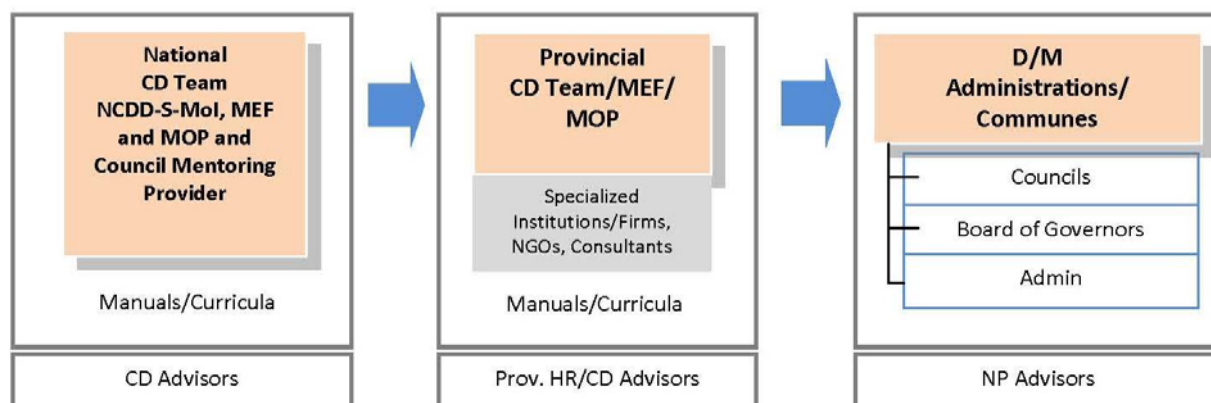 National
CD Team
NCDD-S-MoI, MEF
and MOP and
Council Mentoring
Provider
Manuals/Curricula
CD Advisors
Provincial
CD Team/MEF/
MOP
Specialized
Institutions/Firms,
NGOs, Consultants
Manuals/Curricula
Prov. HR/CD Advisors
D/M
Administrations/
Communes
Councils
Board of Governors
Admin
NP Advisors